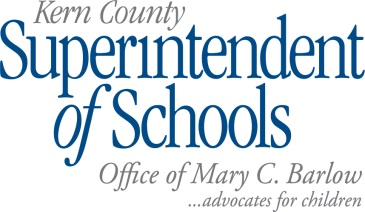 Kern County
Superintendent
of Schools
Office of Mary C. Barlow
...advocates for children